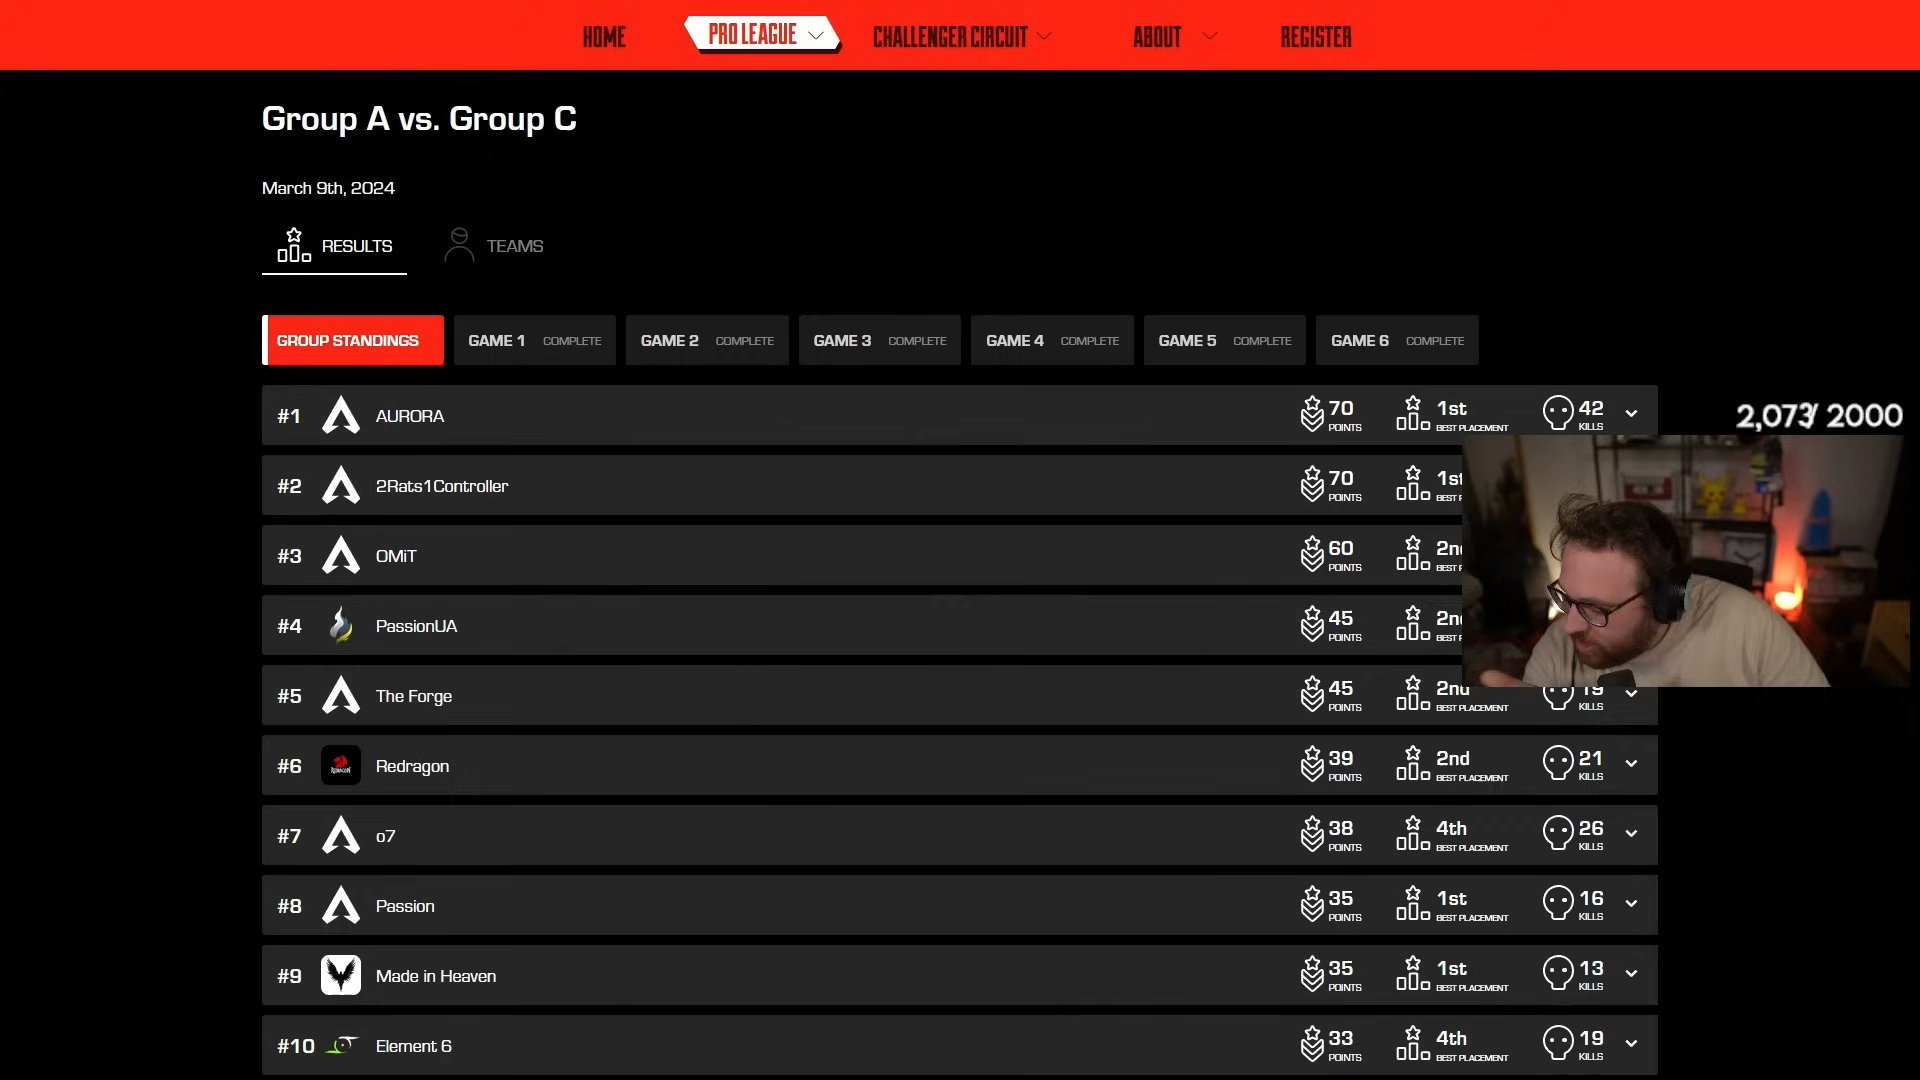 HOME PRO LEAGUE CHALLENGER CIRCUIT ABOUT REGISTER
Group A vs. Group C
March 9th, 2024
RESULTS TEAMS
GROUP STANDINGS GAME 1 COMPLETE GAME 2 COMPLETE GAME 3 COMPLETE GAME 4 COMPLETE GAME 5 COMPLETE GAME 6 COMPLETE
#1 AURORA 70 POINTS 1st BEST PLACEMENT 42 KILLS
2,073/ 2000
#2 2Rats1Controller 70 POINTS 1st
#3 OMiT 60 POINTS
#4 PassionUA 45 POINTS
#5 The Forge 45 POINTS 2nd BEST PLACEMENT 19 KILLS
#6 REDRAGON Redragon 39 POINTS 2nd BEST PLACEMENT 21 KILLS
#7 o7 38 POINTS 4th BEST PLACEMENT 26 KILLS
#8 Passion 35 POINTS 1st BEST PLACEMENT 16 KILLS
#9 Made in Heaven 35 POINTS 1st BEST PLACEMENT 13 KILLS
#10 Element 6 33 POINTS 4th BEST PLACEMENT 19 KILLS